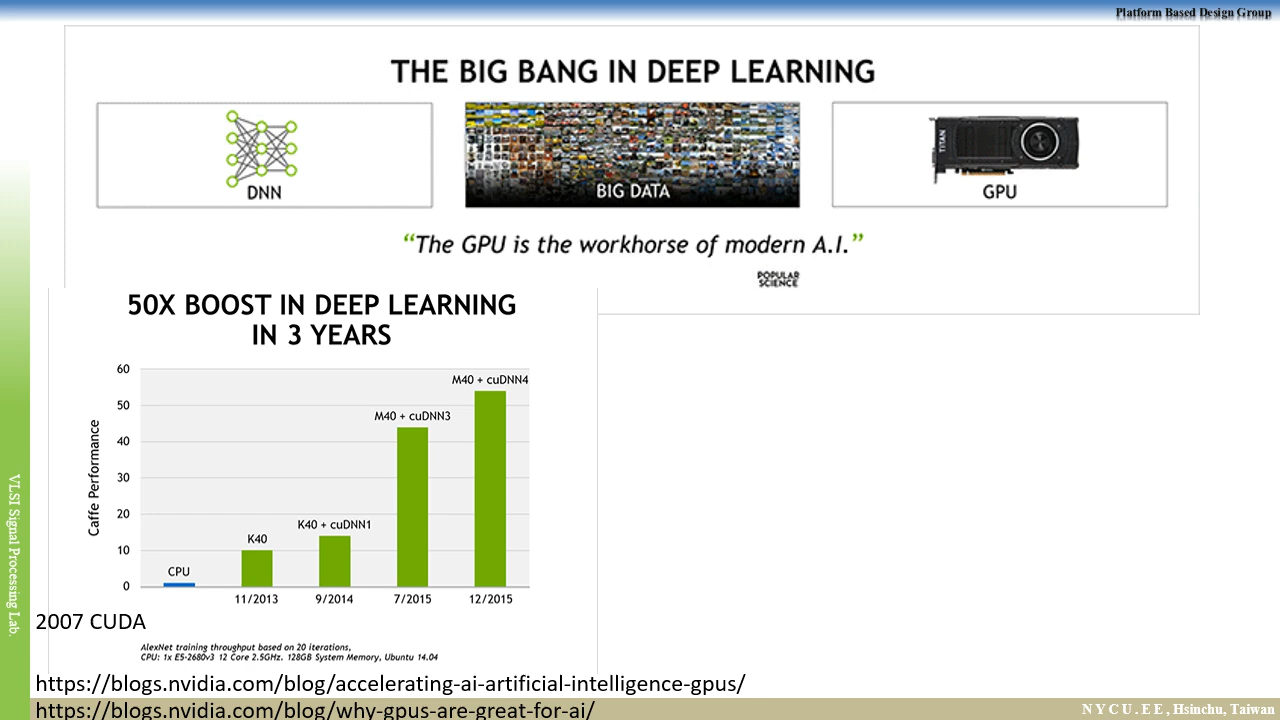 Platform Based Design Group
THE BIG BANG IN DEEP LEARNING
DNN
BIG DATA
TITAN
GPU
“The GPU is the workhorse of modern A.I.”
POPULAR
SCIENCE
50X BOOST IN DEEP LEARNING
IN 3 YEARS
Caffe Performance
60
50
40
30
20
10
0
CPU
K40
K40 + cuDNN1
M40 + cuDNN3
M40 + cuDNN4
11/2013
9/2014
7/2015
12/2015
2007 CUDA
AlexNet training throughput based on 20 iterations,
CPU: 1x E5-2680v3 12 Core 2.5GHz. 128GB System Memory, Ubuntu 14.04
https://blogs.nvidia.com/blog/accelerating-ai-artificial-intelligence-gpus/
https://blogs.nvidia.com/blog/why-gpus-are-great-for-ai/
VLSI Signal Processing Lab.
NYCU. EE, Hsinchu, Taiwan